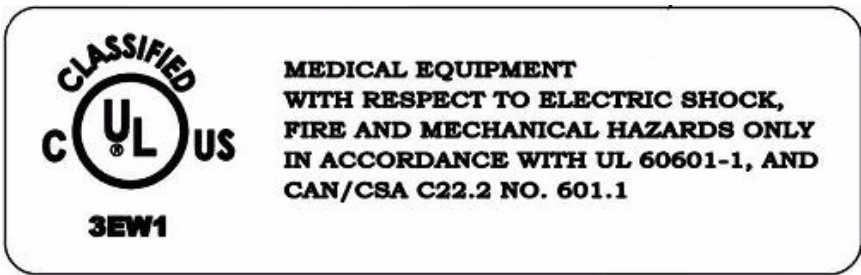 CLASSIFIED
C UL® US
3EW1
MEDICAL EQUIPMENT
WITH RESPECT TO ELECTRIC SHOCK,
FIRE AND MECHANICAL HAZARDS ONLY
IN ACCORDANCE WITH UL 60601-1, AND
CAN/CSA C22.2 NO. 601.1